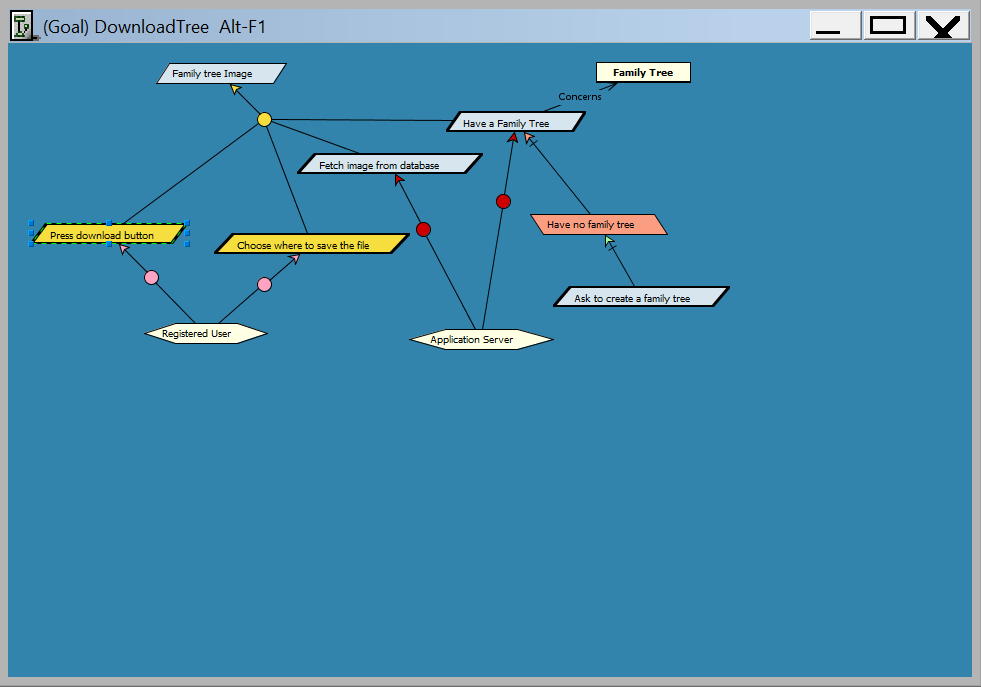 (Goal) DownloadTree  Alt-F1
Family tree Image
Family Tree
Concerns
Have a Family Tree
Fetch image from database
Have no family tree
Press download button
Choose where to save the file
Ask to create a family tree
Registered User
Application Server